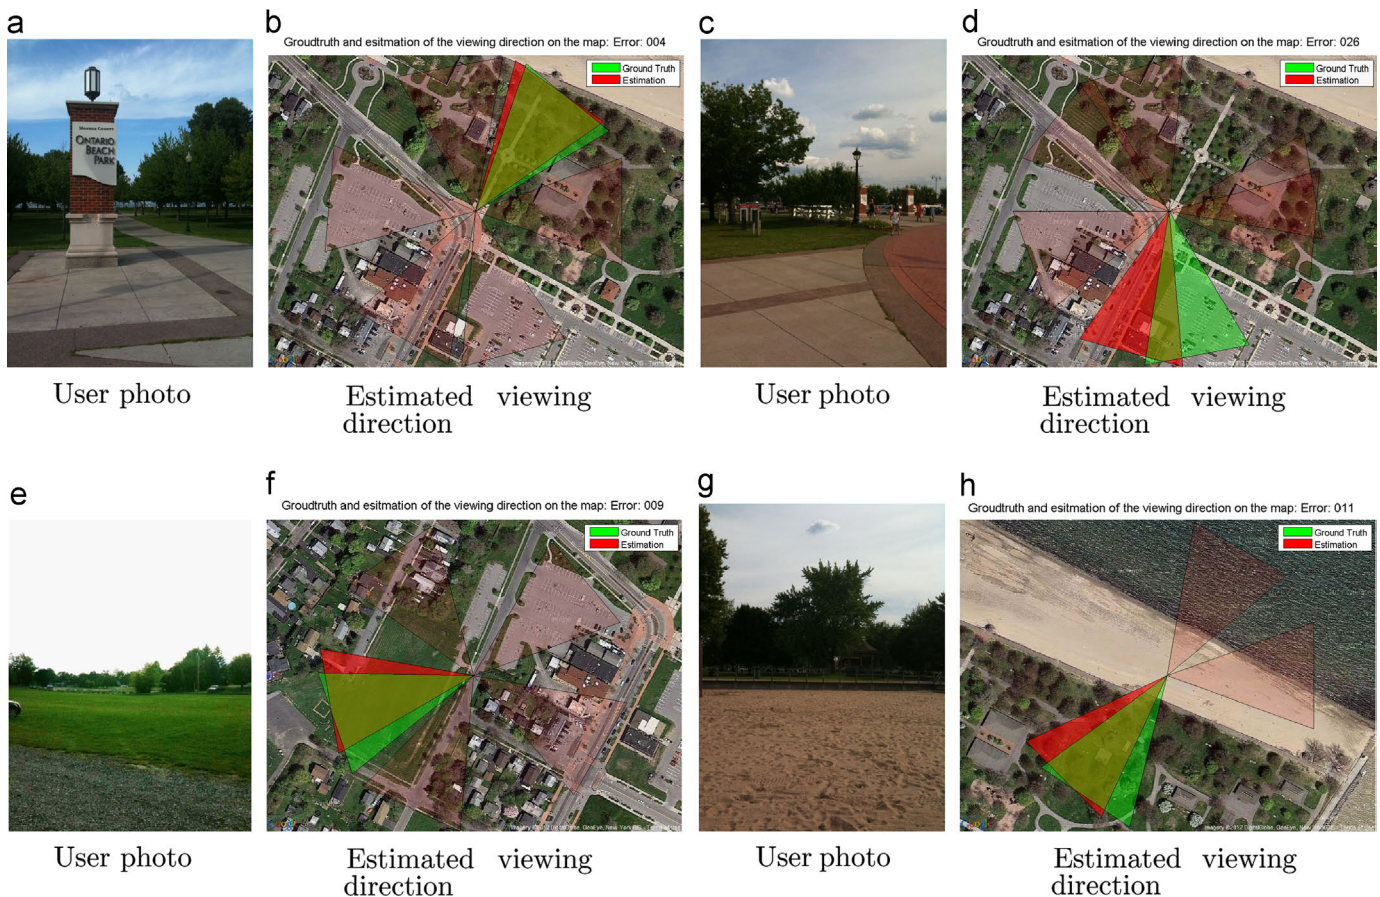 a
b
Groudtruth and esitmation of the viewing direction on the map: Error: 004
c
d
Groudtruth and esitmation of the viewing direction on the map: Error: 026
MONROE COUNTY
ONTARIO
BEACH
PARK
Ground Truth
Estimation
Ground Truth
Estimation
User photo
Estimated viewing
direction
User photo
Estimated viewing
direction
e
f
Groudtruth and esitmation of the viewing direction on the map: Error: 009
g
h
Groudtruth and esitmation of the viewing direction on the map: Error: 011
Ground Truth
Estimation
Ground Truth
Estimation
User photo
Estimated viewing
direction
User photo
Estimated viewing
direction